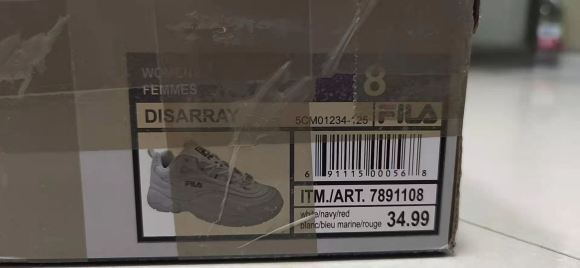 WOMEN
FEMMES
8
DISARRAY
5CM01234-125
FILA
FILA
6 91115 00056 8
ITM./ART. 7891108
white/navy/red
blanc/bleu marine/rouge
34.99